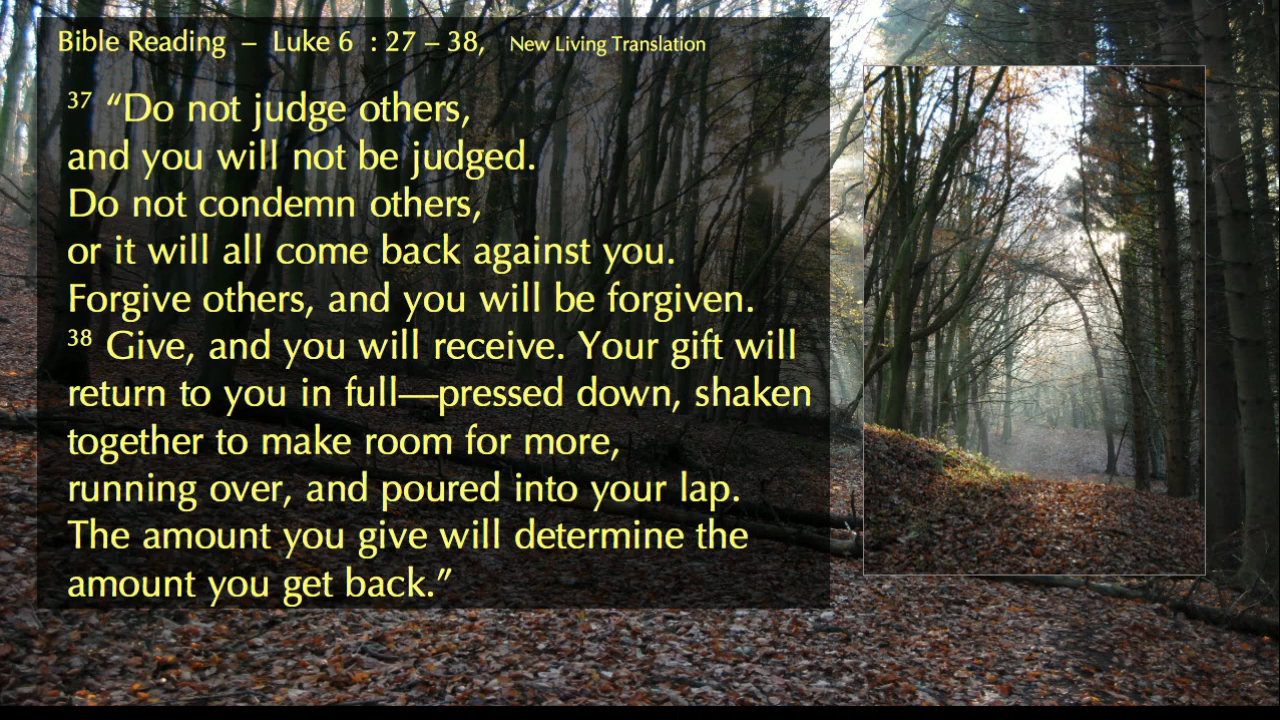 Bible Reading – Luke 6 : 27 – 38, New Living Translation
37 “Do not judge others,
and you will not be judged.
Do not condemn others,
or it will all come back against you.
Forgive others, and you will be forgiven.
38 Give, and you will receive. Your gift will
return to you in full—pressed down, shaken
together to make room for more,
running over, and poured into your lap.
The amount you give will determine the
amount you get back.”